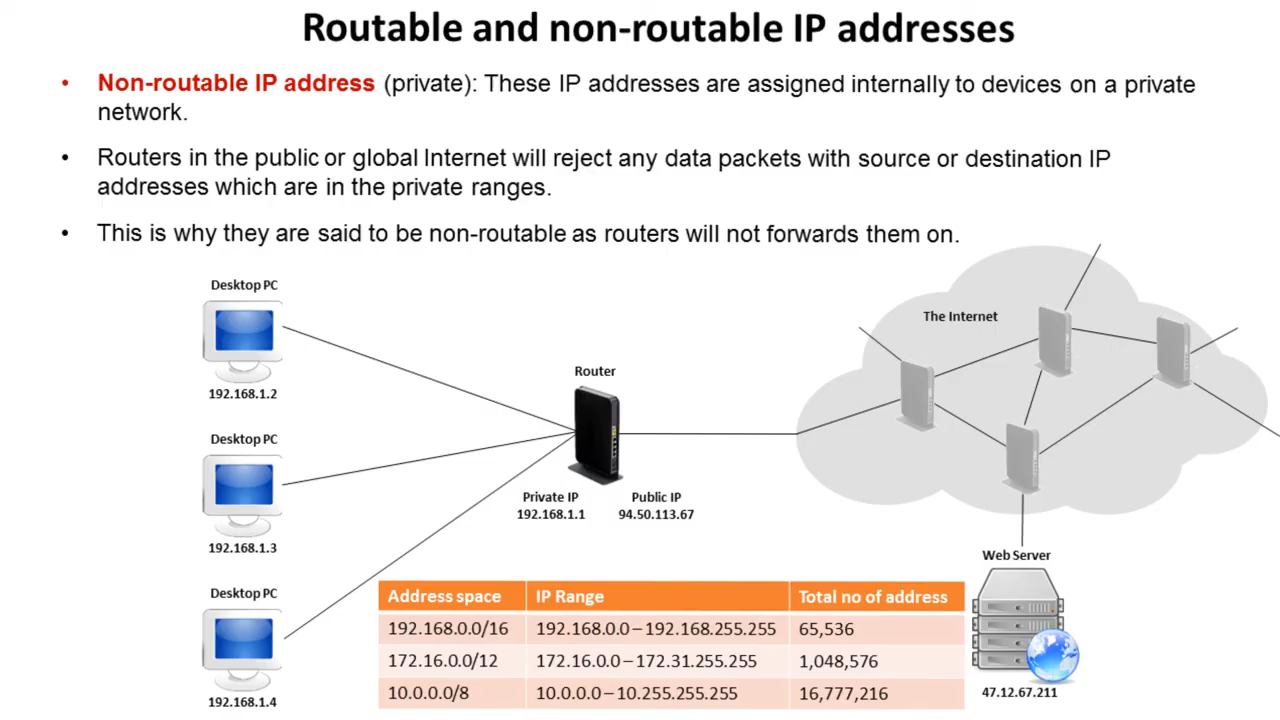 Routable and non-routable IP addresses
• Non-routable IP address (private): These IP addresses are assigned internally to devices on a private
network.
• Routers in the public or global Internet will reject any data packets with source or destination IP
addresses which are in the private ranges.
• This is why they are said to be non-routable as routers will not forwards them on.
Desktop PC
192.168.1.2
Desktop PC
192.168.1.3
Desktop PC
192.168.1.4
Router
Private IP
192.168.1.1
Public IP
94.50.113.67
The Internet
Web Server
47.12.67.211
Address space IP Range Total no of address
192.168.0.0/16 192.168.0.0 – 192.168.255.255 65,536
172.16.0.0/12 172.16.0.0 – 172.31.255.255 1,048,576
10.0.0.0/8 10.0.0.0 – 10.255.255.255 16,777,216